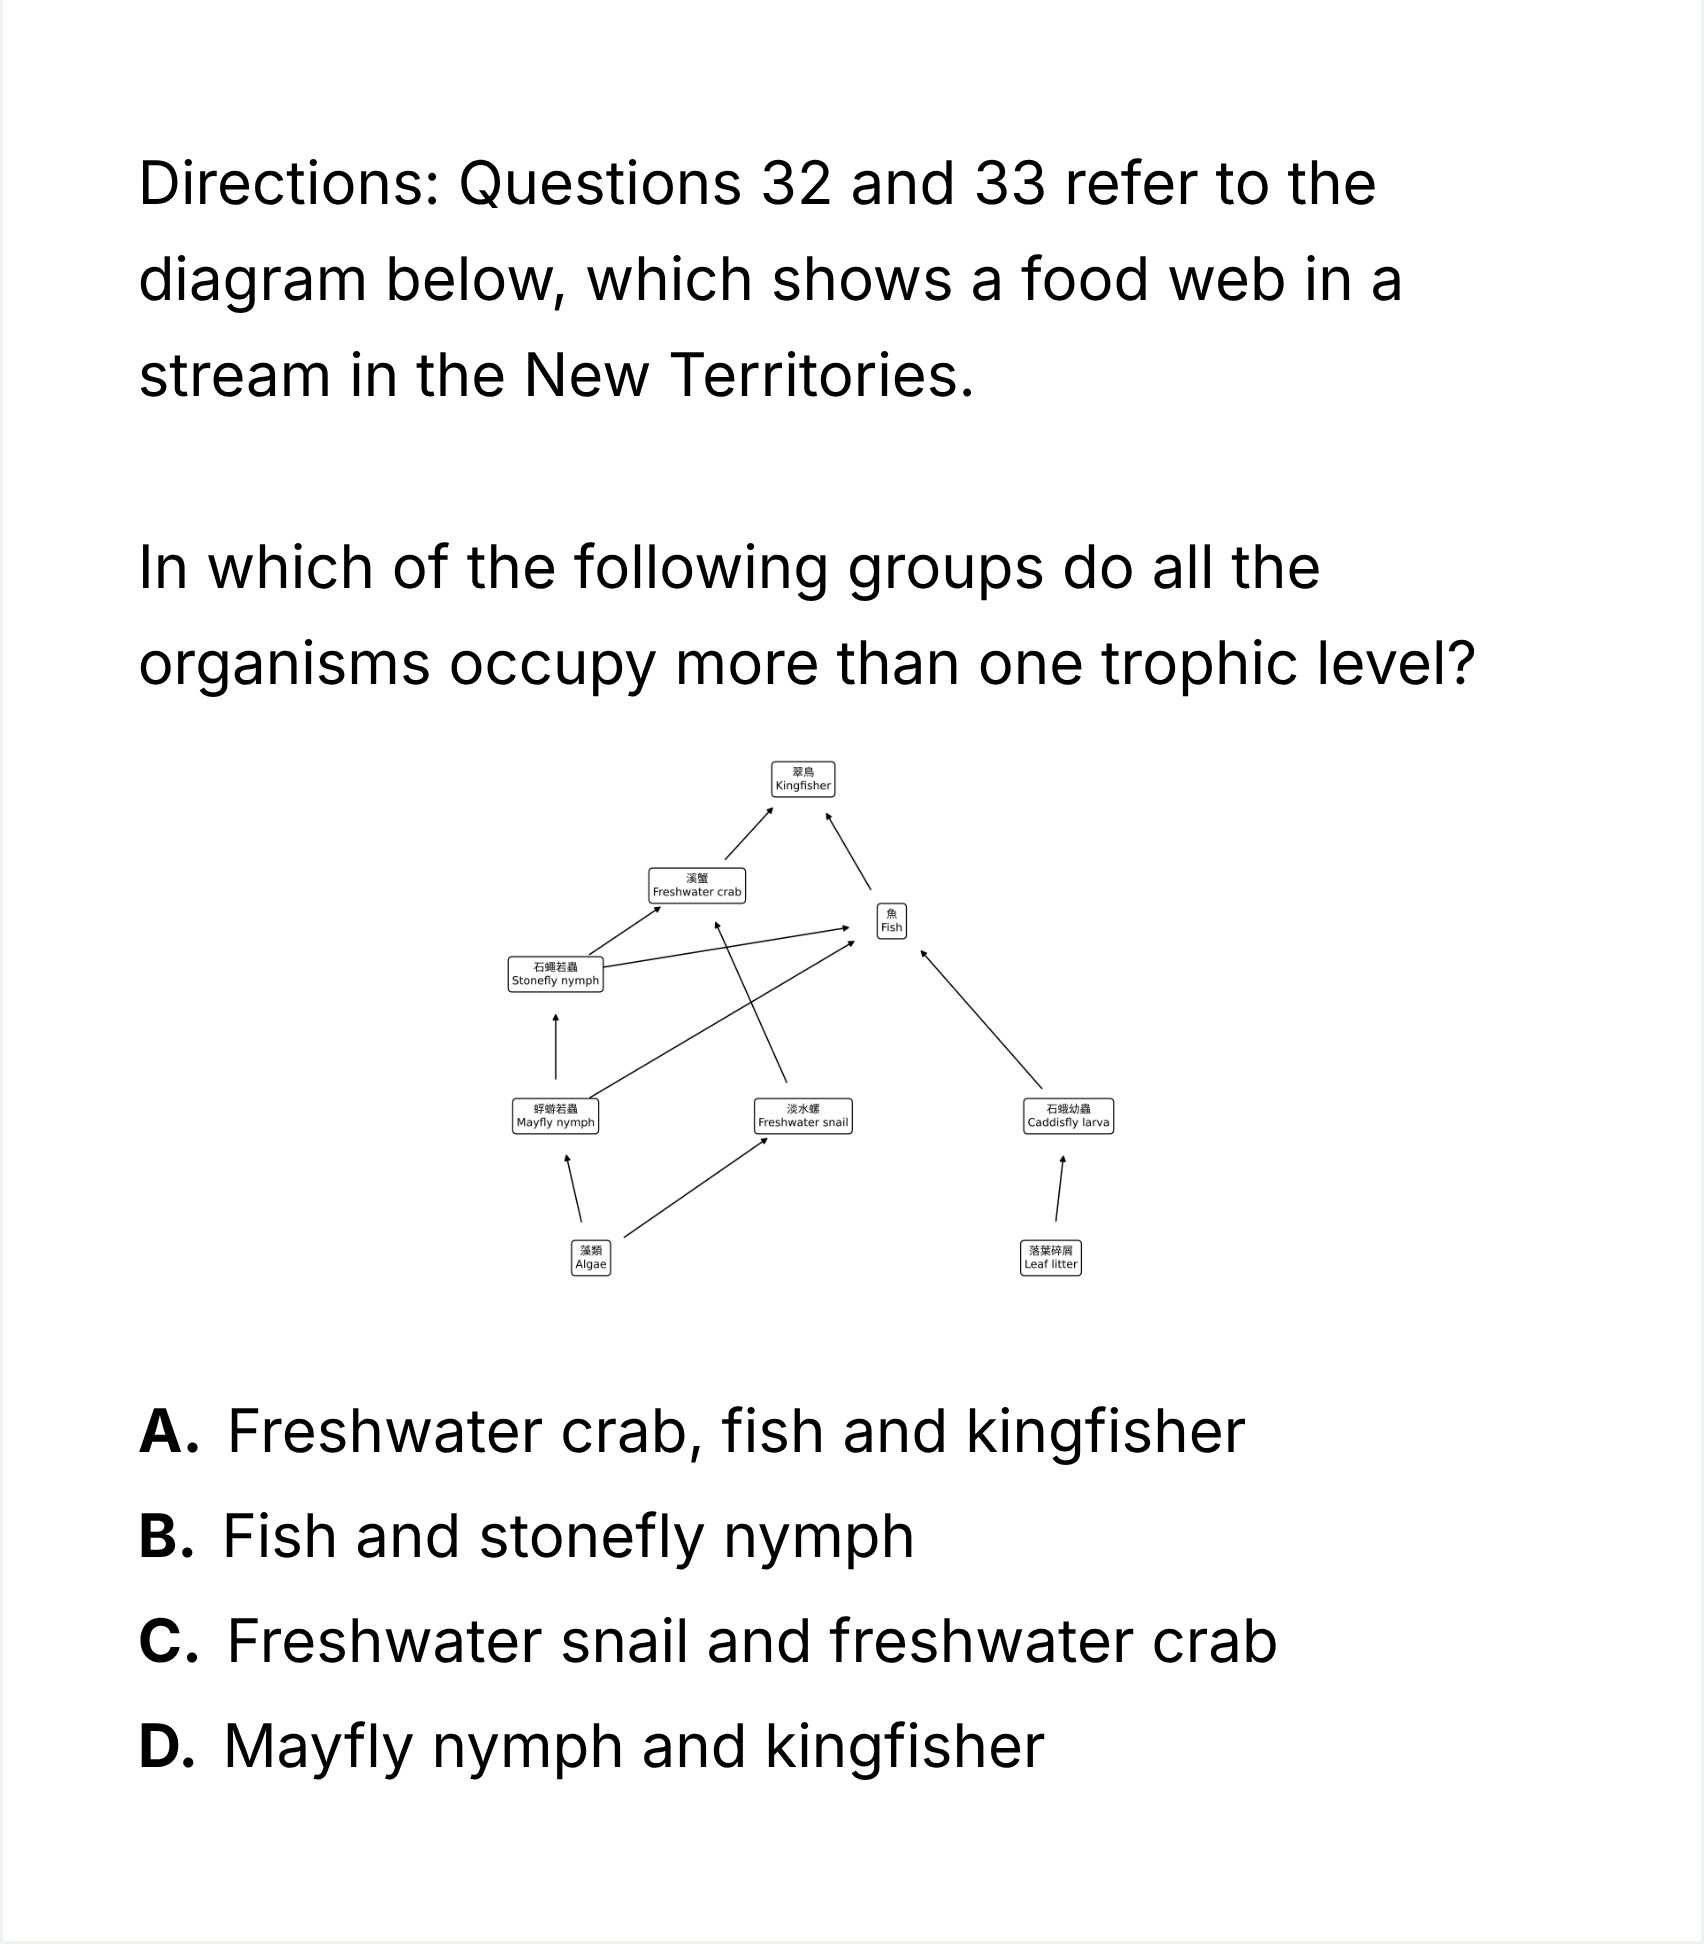 Directions: Questions 32 and 33 refer to the
diagram below, which shows a food web in a
stream in the New Territories.
In which of the following groups do all the
organisms occupy more than one trophic level?
翠鳥
Kingfisher
溪蟹
Freshwater crab
魚
Fish
石蠅若蟲
Stonefly nymph
蜉蝣若蟲
Mayfly nymph
淡水螺
Freshwater snail
石蛾幼蟲
Caddisfly larva
藻類
Algae
落葉碎屑
Leaf litter
A. Freshwater crab, fish and kingfisher
B. Fish and stonefly nymph
C. Freshwater snail and freshwater crab
D. Mayfly nymph and kingfisher